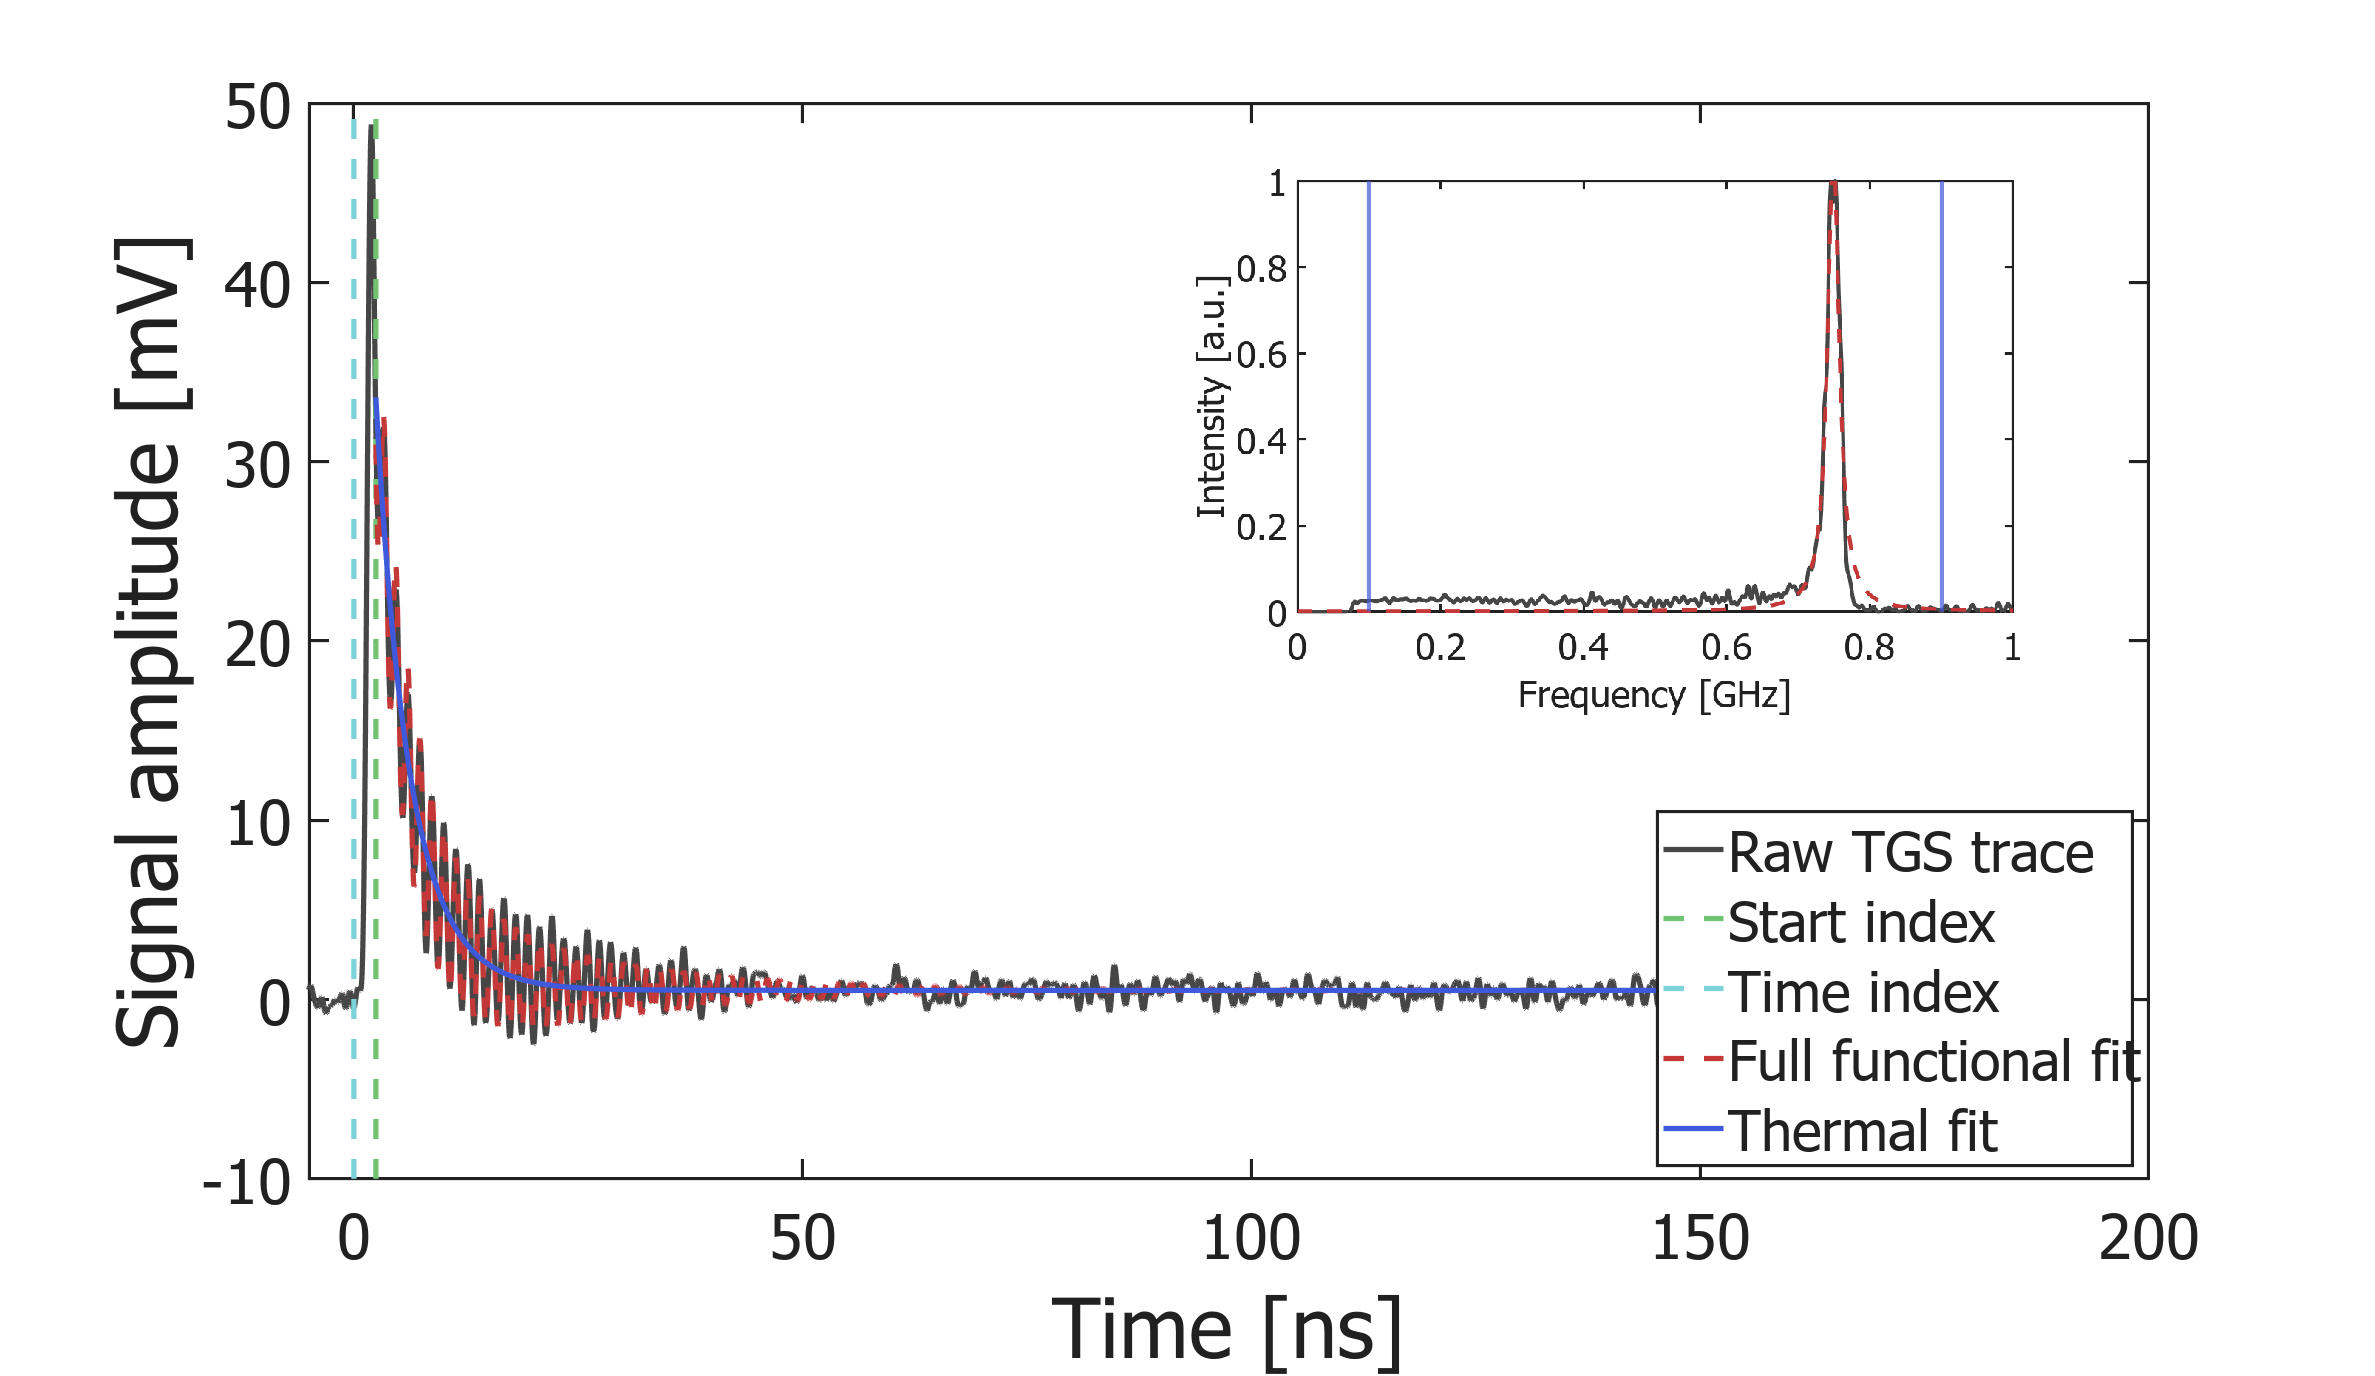 Signal amplitude [mV]
50
40
30
20
10
0
-10
0
50
100
150
200
Time [ns]
Intensity [a.u.]
1
0.8
0.6
0.4
0.2
0
0
0.2
0.4
0.6
0.8
1
Frequency [GHz]
Raw TGS trace
Start index
Time index
Full functional fit
Thermal fit